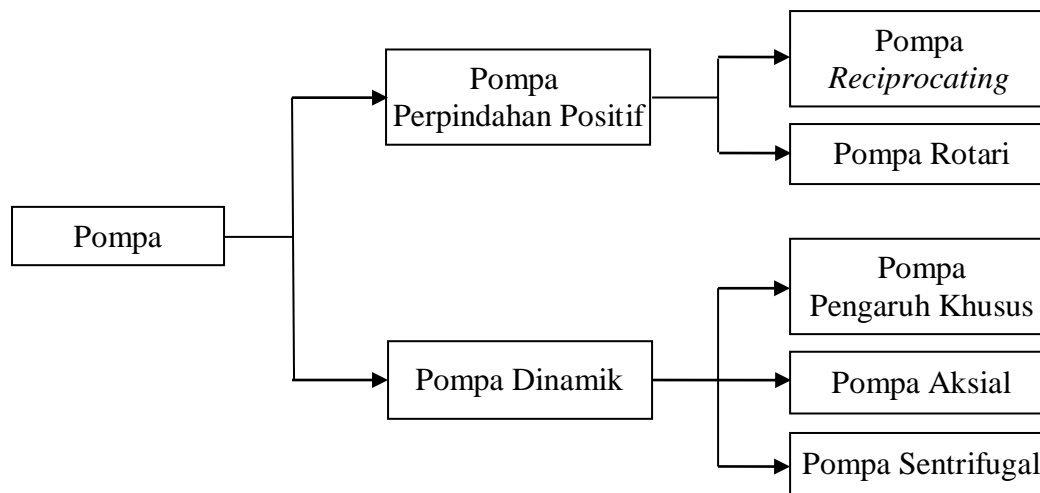 Pompa
Pompa
Perpindahan Positif
Pompa
Reciprocating
Pompa Rotari
Pompa Dinamik
Pompa
Pengaruh Khusus
Pompa Aksial
Pompa Sentrifugal